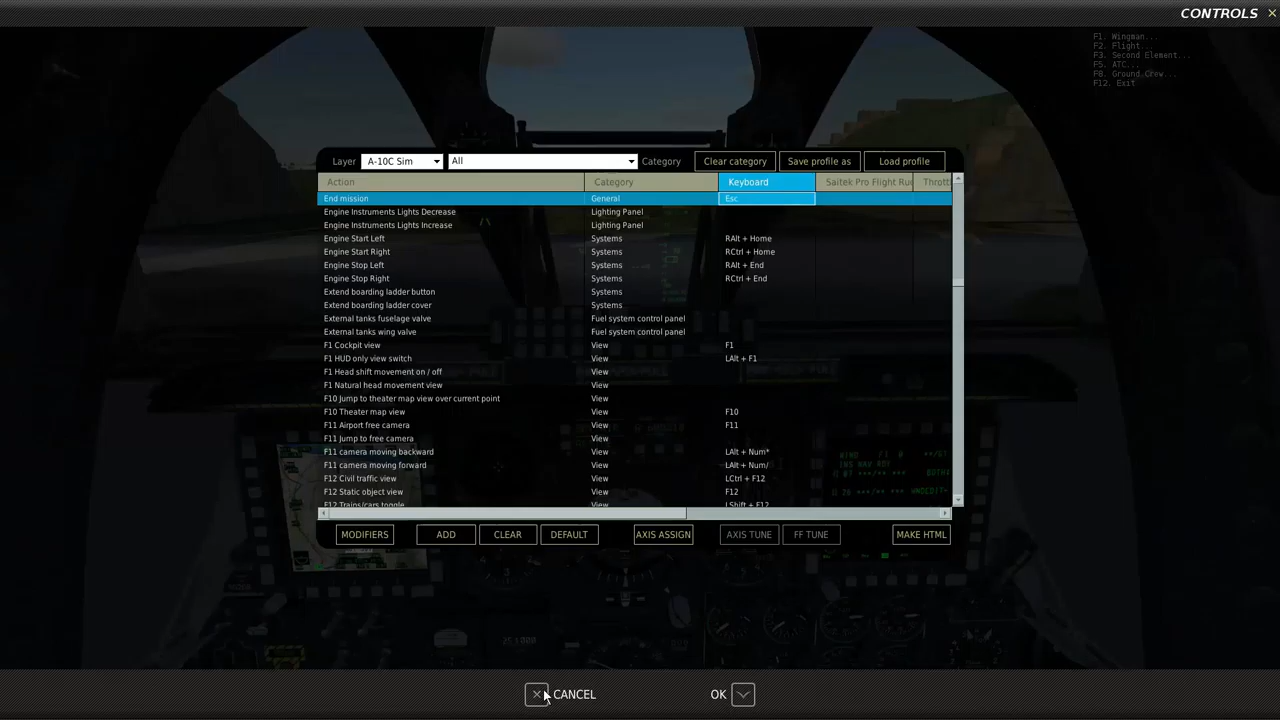 CONTROLS ×
F1. Wingman...
F2. Flight...
F3. Second Element...
F5. ATC...
F8. Ground Crew...
F12. Exit
Layer A-10C Sim All Category Clear category Save profile as Load profile
Action Category Keyboard Saitek Pro Flight Thrott
End mission General Esc
Engine Instruments Lights Decrease Lighting Panel
Engine Instruments Lights Increase Lighting Panel
Engine Start Left Systems RAlt + Home
Engine Start Right Systems RCtrl + Home
Engine Stop Left Systems RAlt + End
Engine Stop Right Systems RCtrl + End
Extend boarding ladder button Systems
Extend boarding ladder cover Systems
External tanks fuselage valve Fuel system control panel
External tanks wing valve Fuel system control panel
F1 Cockpit view View F1
F1 HUD only view switch View LAlt + F1
F1 Head shift movement on / off View
F1 Natural head movement view View
F10 Jump to theater map view over current point View
F10 Theater map view View F10
F11 Airport free camera View F11
F11 Jump to free camera View
F11 camera moving backward View LAlt + Num*
F11 camera moving forward View LAlt + Num/
F12 Civil traffic view View LCtrl + F12
F12 Static object view View F12
F12 Trains/cars toggle View LShift + F12
MODIFIERS ADD CLEAR DEFAULT AXIS ASSIGN AXIS TUNE FF TUNE MAKE HTML
CANCEL OK